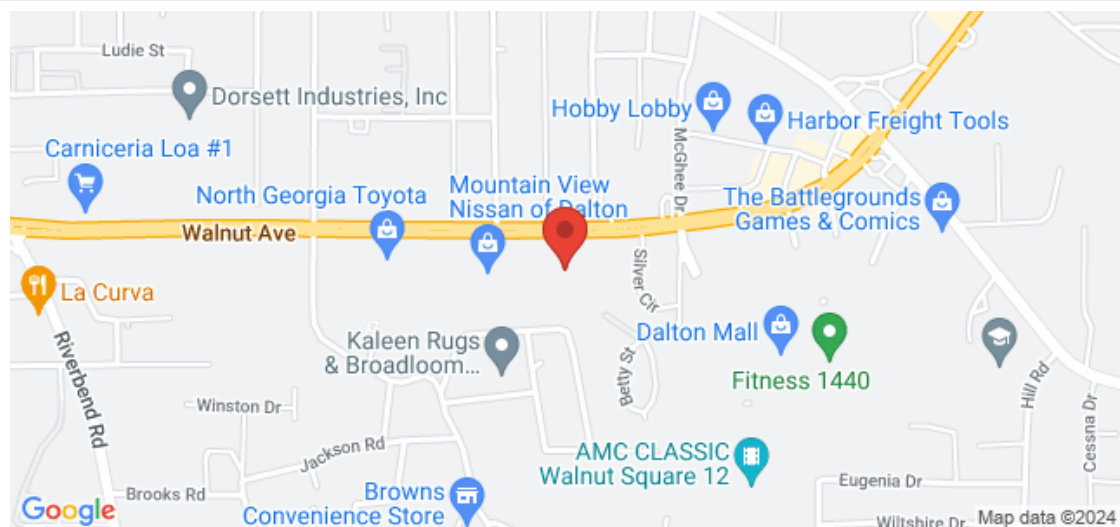 Ludie St
Dorsett Industries, Inc
Hobby Lobby
Harbor Freight Tools
McGhee Dr
Carniceria Loa #1
North Georgia Toyota
Mountain View
Nissan of Dalton
The Battlegrounds
Games & Comics
Walnut Ave
La Curva
Silver Cir
Riverbend Rd
Kaleen Rugs
& Broadloom...
Dalton Mall
Fitness 1440
Betty St
Hill Rd
Cessna Dr
Winston Dr
Jackson Rd
AMC CLASSIC
Walnut Square 12
Eugenia Dr
Brooks Rd
Browns
Convenience Store
Google
Wiltshire Dr
Map data ©2024